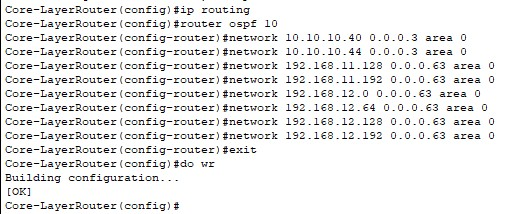 Core-LayerRouter(config)#ip routing
Core-LayerRouter(config)#router ospf 10
Core-LayerRouter(config-router)#network 10.10.10.40 0.0.0.3 area 0
Core-LayerRouter(config-router)#network 10.10.10.44 0.0.0.3 area 0
Core-LayerRouter(config-router)#network 192.168.11.128 0.0.0.63 area 0
Core-LayerRouter(config-router)#network 192.168.11.192 0.0.0.63 area 0
Core-LayerRouter(config-router)#network 192.168.12.0 0.0.0.63 area 0
Core-LayerRouter(config-router)#network 192.168.12.64 0.0.0.63 area 0
Core-LayerRouter(config-router)#network 192.168.12.128 0.0.0.63 area 0
Core-LayerRouter(config-router)#network 192.168.12.192 0.0.0.63 area 0
Core-LayerRouter(config-router)#exit
Core-LayerRouter(config)#do wr
Building configuration...
[OK]
Core-LayerRouter(config)#